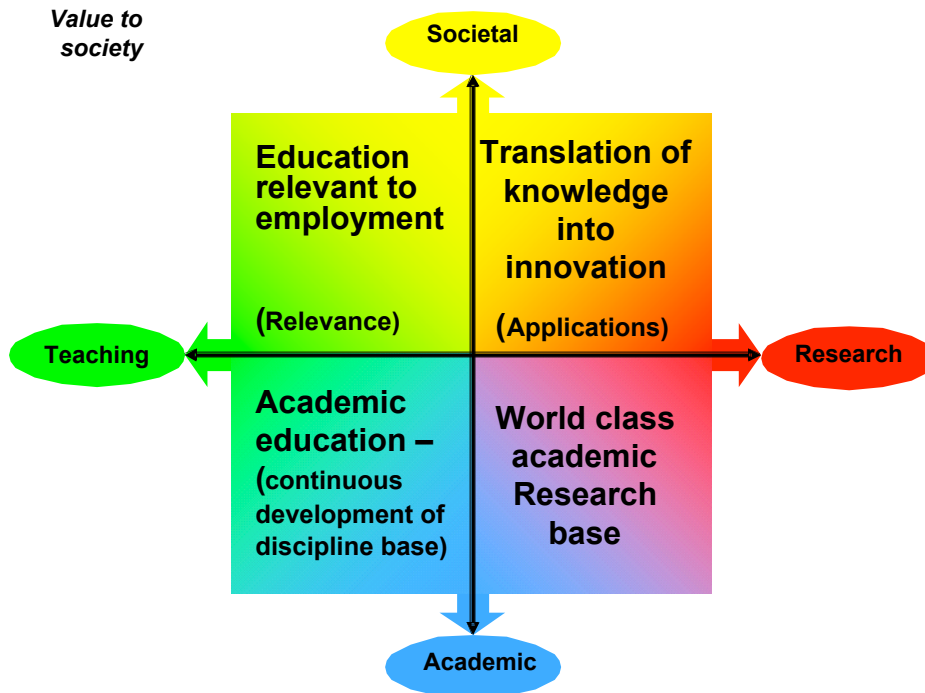 Value to
society
Societal
Education
relevant to
employment
(Relevance)
Translation of
knowledge
into
innovation
(Applications)
Teaching
Research
Academic
education –
(continuous
development of
discipline base)
World class
academic
Research
base
Academic